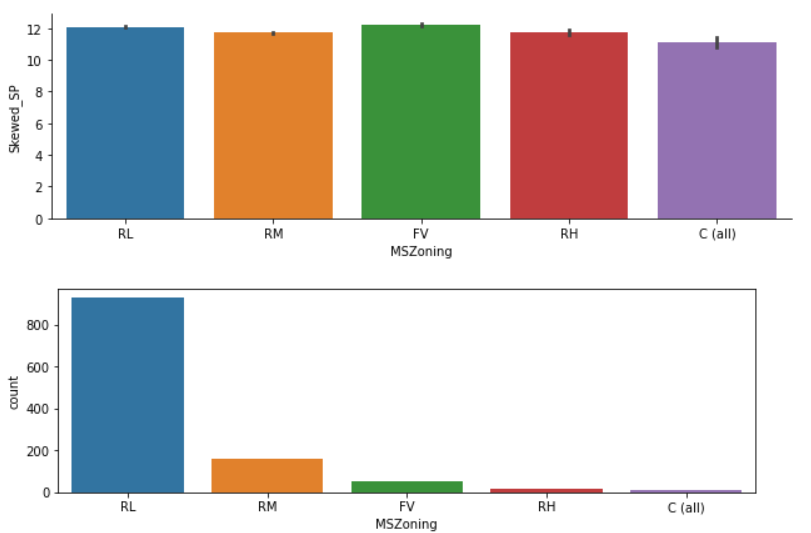 12
10
8
6
4
2
0
Skewed_SP
RL RM FV RH C (all)
MSZoning
800
600
400
200
0
count
RL RM FV RH C (all)
MSZoning